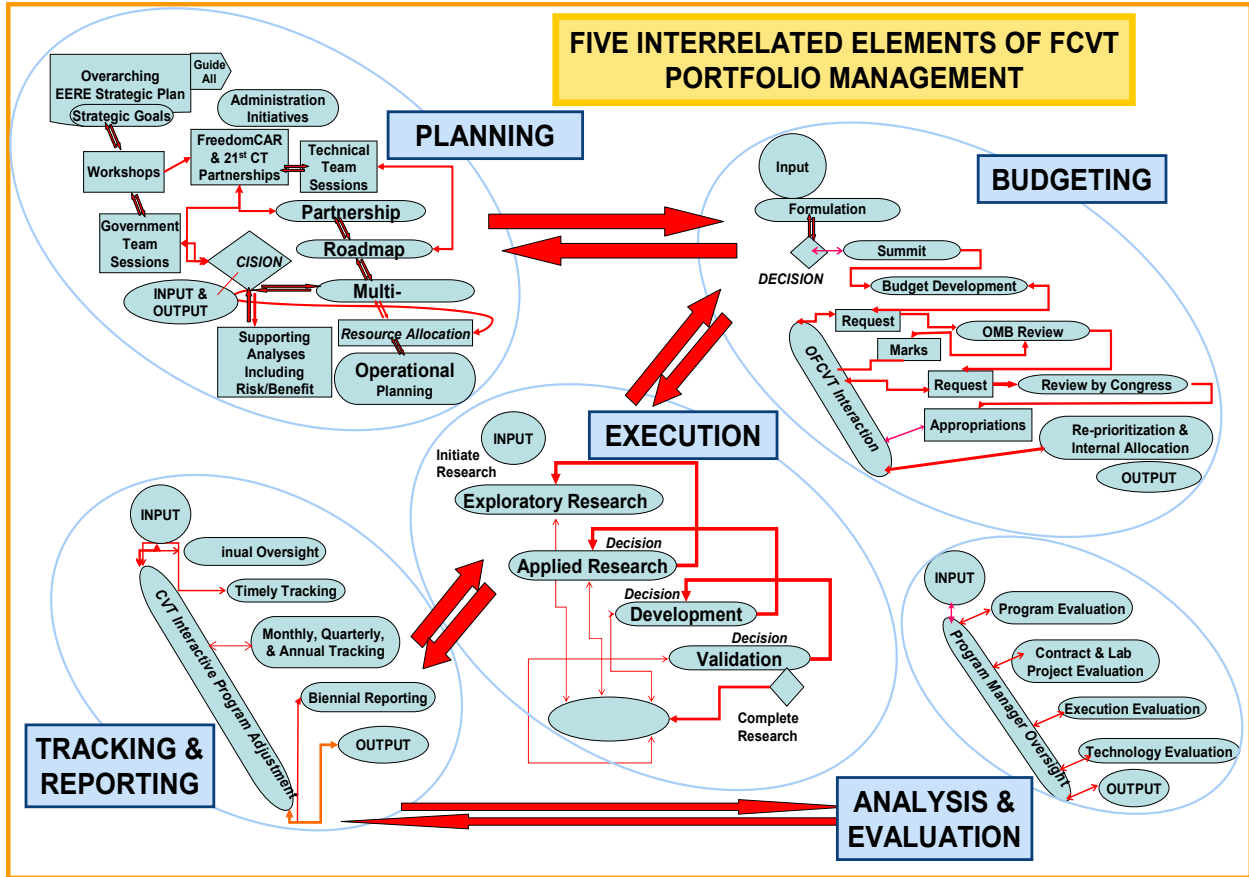 FIVE INTERRELATED ELEMENTS OF FCVT
PORTFOLIO MANAGEMENT
PLANNING
Overarching
EERE Strategic Plan
Guide
All
Strategic Goals
Administration
Initiatives
Workshops
FreedomCAR
& 21st CT
Partnerships
Technical
Team
Sessions
Government
Team
Sessions
Partnership
Roadmap
CISION
Multi-
INPUT &
OUTPUT
Resource Allocation
Supporting
Analyses
Including
Risk/Benefit
Operational
Planning
BUDGETING
Input
Formulation
DECISION
Summit
Budget Development
Request
OMB Review
Marks
Request
Review by Congress
Appropriations
OFCVT Interaction
Re-prioritization &
Internal Allocation
OUTPUT
EXECUTION
INPUT
Initiate
Research
Exploratory Research
Decision
Applied Research
Decision
Development
Decision
Validation
Complete
Research
TRACKING &
REPORTING
INPUT
inual Oversight
Timely Tracking
Monthly, Quarterly,
& Annual Tracking
Biennial Reporting
OUTPUT
CVT Interactive Program Adjustmen
ANALYSIS &
EVALUATION
INPUT
Program Evaluation
Contract & Lab
Project Evaluation
Execution Evaluation
Technology Evaluation
OUTPUT
Program Manager Oversight